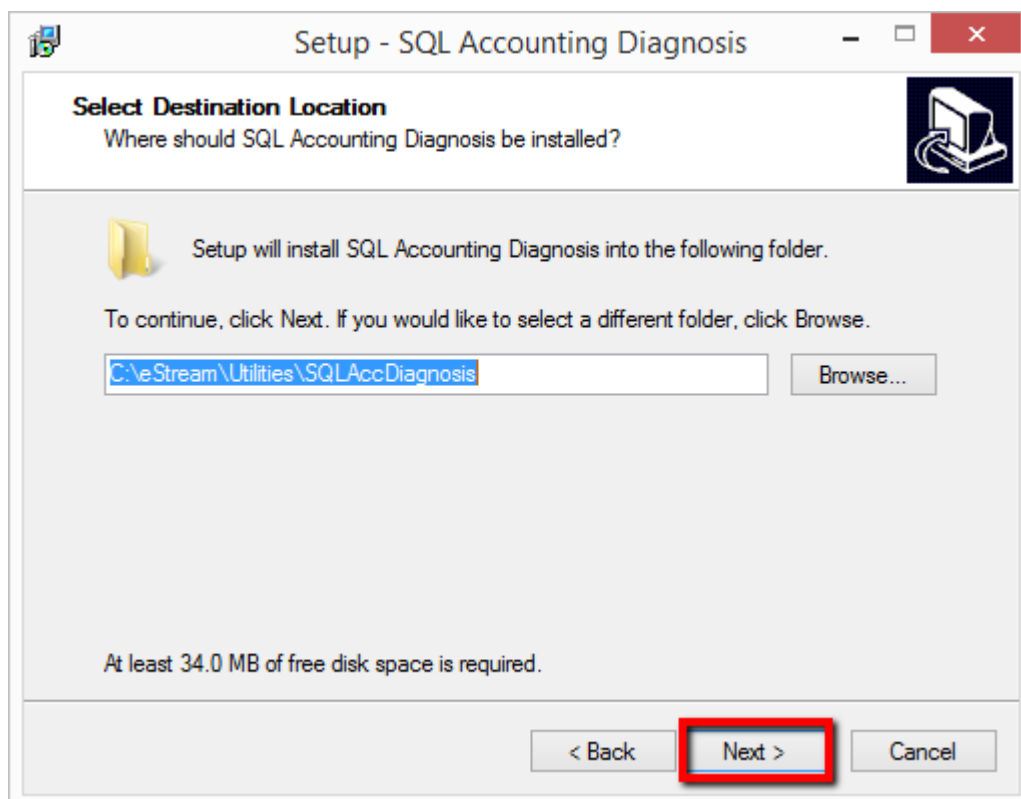 Setup - SQL Accounting Diagnosis
Select Destination Location
Where should SQL Accounting Diagnosis be installed?
Setup will install SQL Accounting Diagnosis into the following folder.
To continue, click Next. If you would like to select a different folder, click Browse.
C:\eStream\Utilities\SQLAccDiagnosis
Browse...
At least 34.0 MB of free disk space is required.
< Back
Next >
Cancel